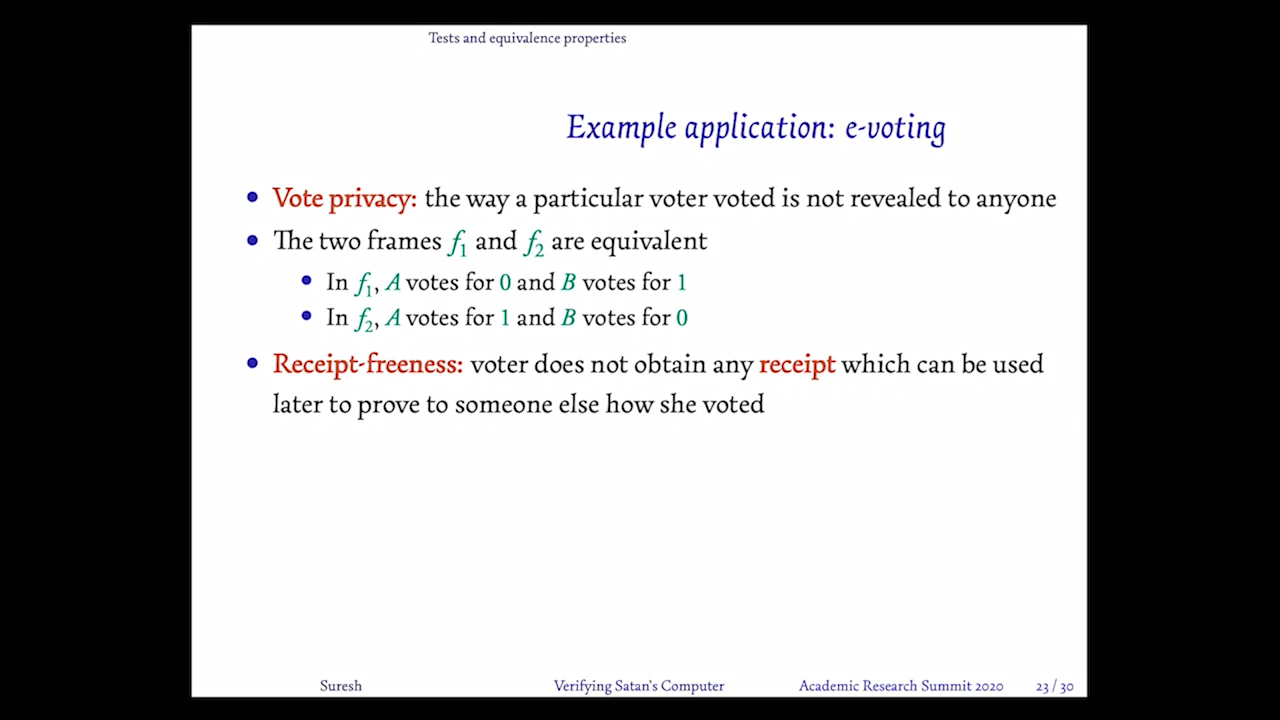 Tests and equivalence properties
Example application: e-voting
• Vote privacy: the way a particular voter voted is not revealed to anyone
• The two frames f₁ and f₂ are equivalent
• In f₁, A votes for 0 and B votes for 1
• In f₂, A votes for 1 and B votes for 0
• Receipt-freeness: voter does not obtain any receipt which can be used
later to prove to someone else how she voted
Suresh Verifying Satan's Computer Academic Research Summit 2020 23 / 30